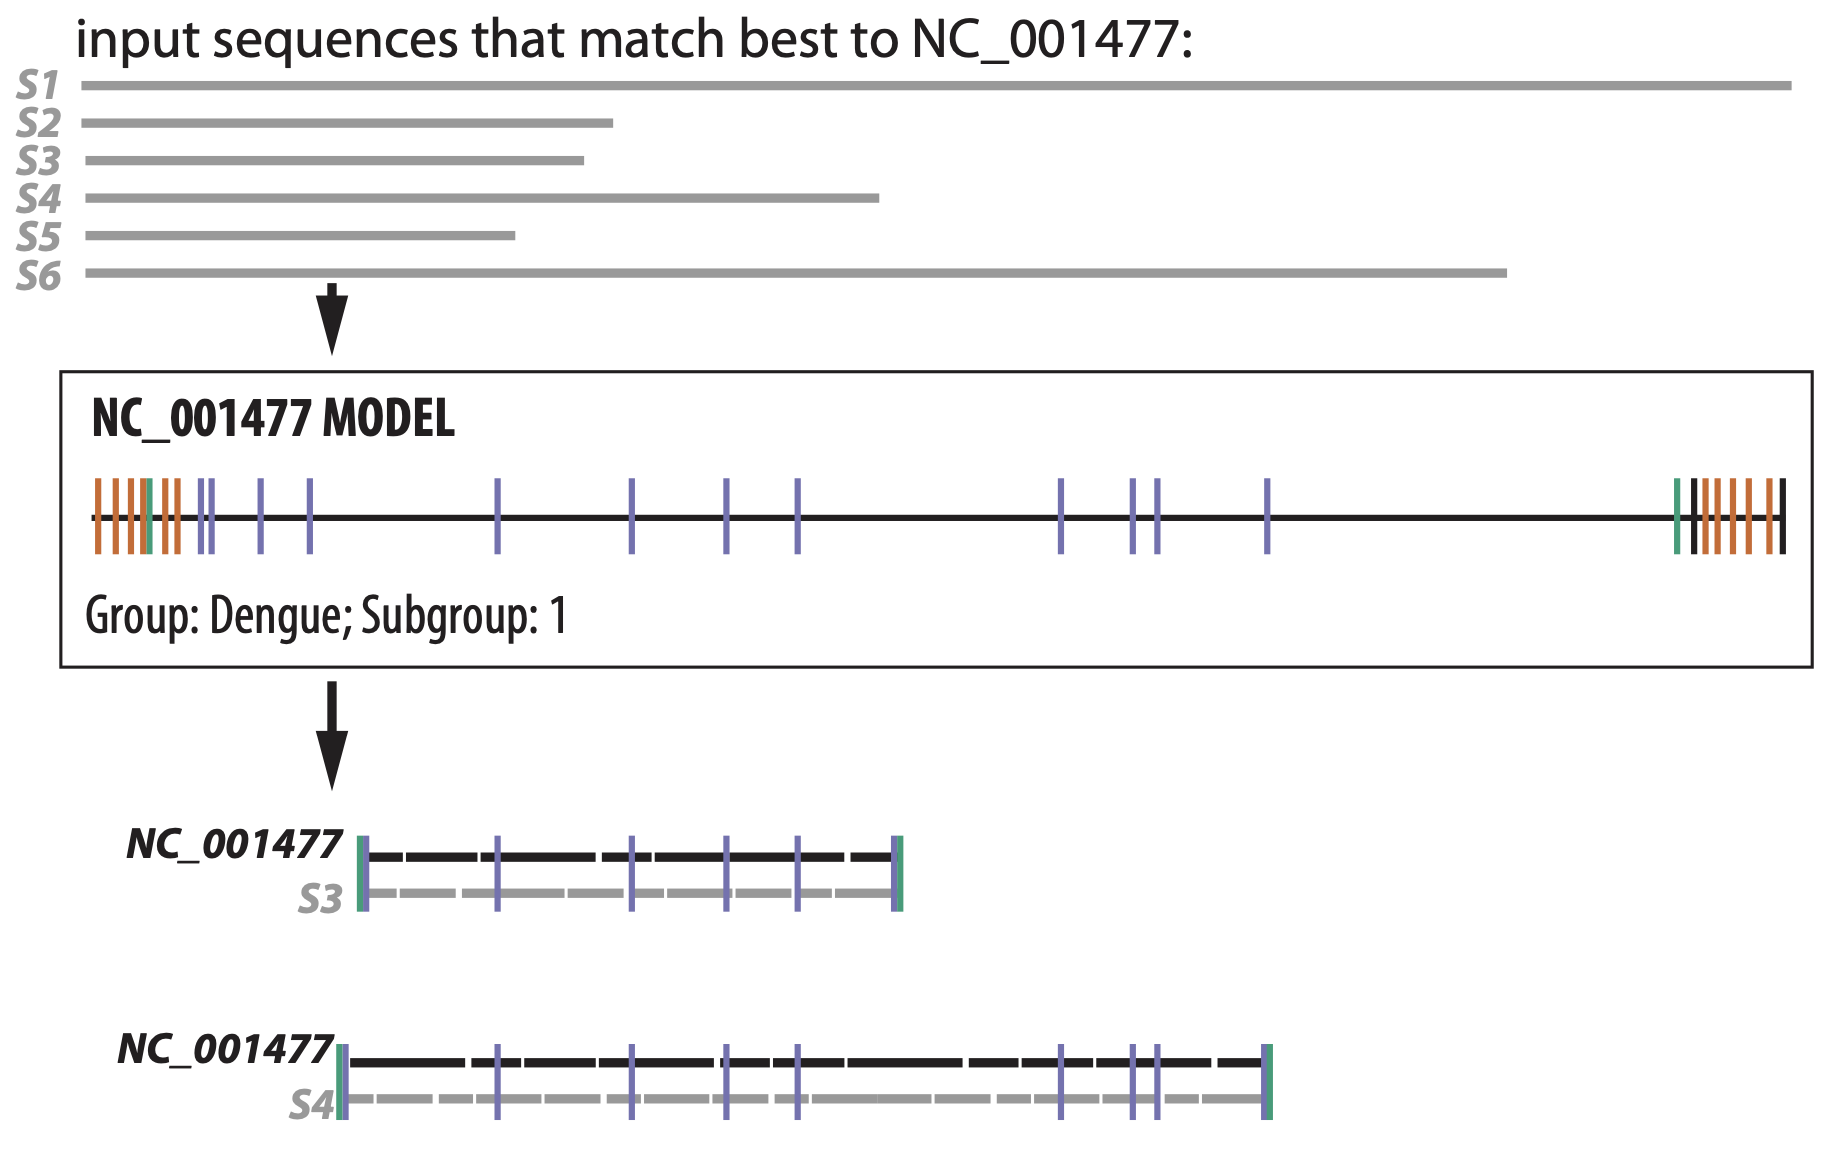 input sequences that match best to NC_001477:
S1
S2
S3
S4
S5
S6
NC_001477 MODEL
Group: Dengue; Subgroup: 1
NC_001477
S3
NC_001477
S4